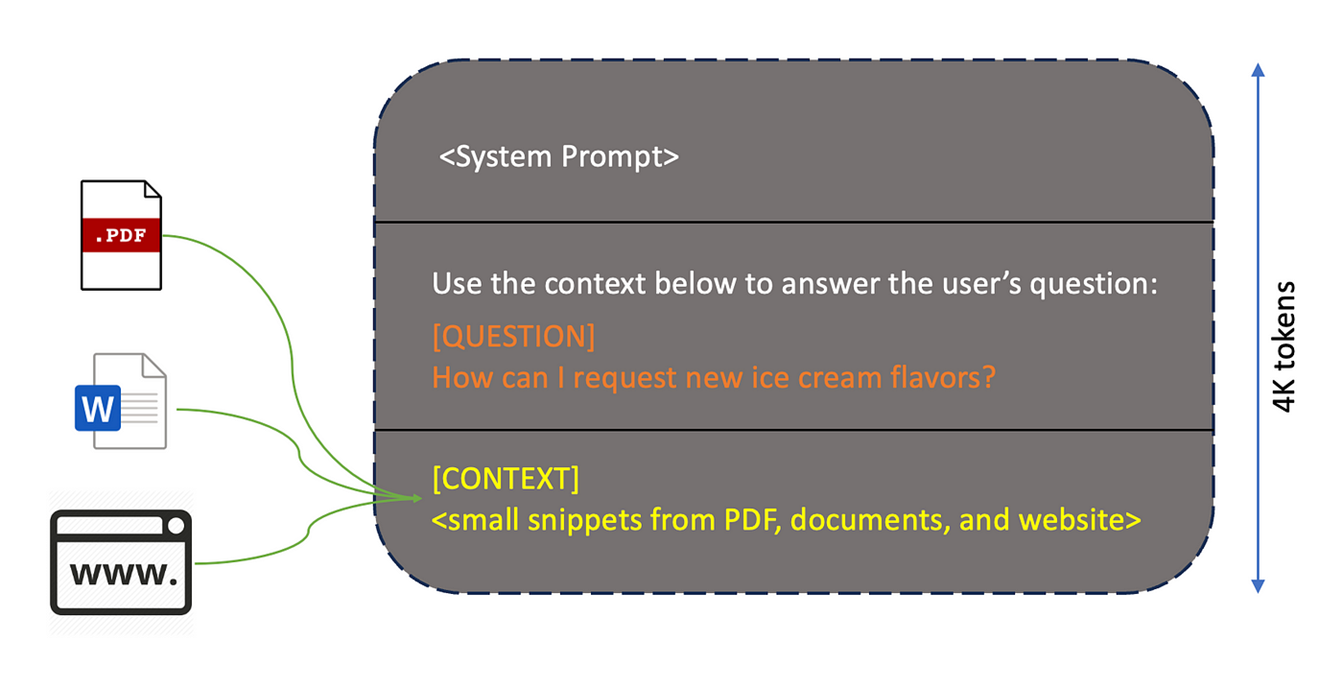 <System Prompt>
.PDF
Use the context below to answer the user’s question:
[QUESTION]
How can I request new ice cream flavors?
W
[CONTEXT]
<small snippets from PDF, documents, and website>
www.
4K tokens